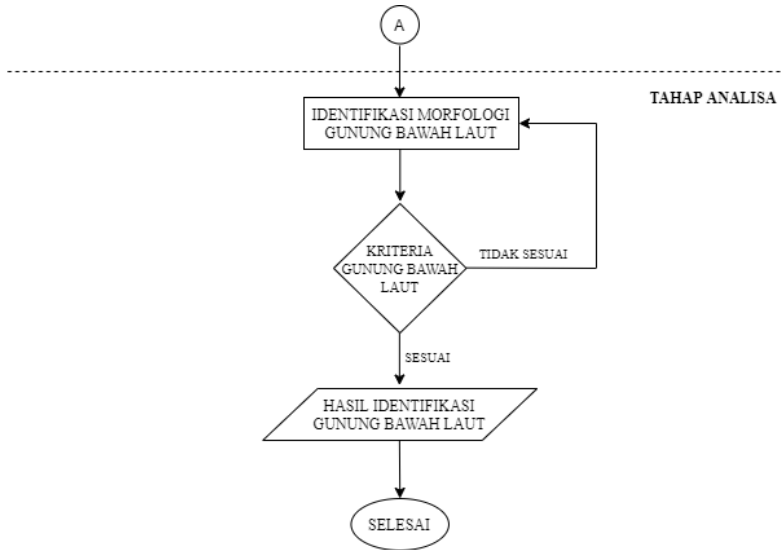 A
TAHAP ANALISA
IDENTIFIKASI MORFOLOGI
GUNUNG BAWAH LAUT
KRITERIA
GUNUNG BAWAH
LAUT
TIDAK SESUAI
SESUAI
HASIL IDENTIFIKASI
GUNUNG BAWAH LAUT
SELESAI